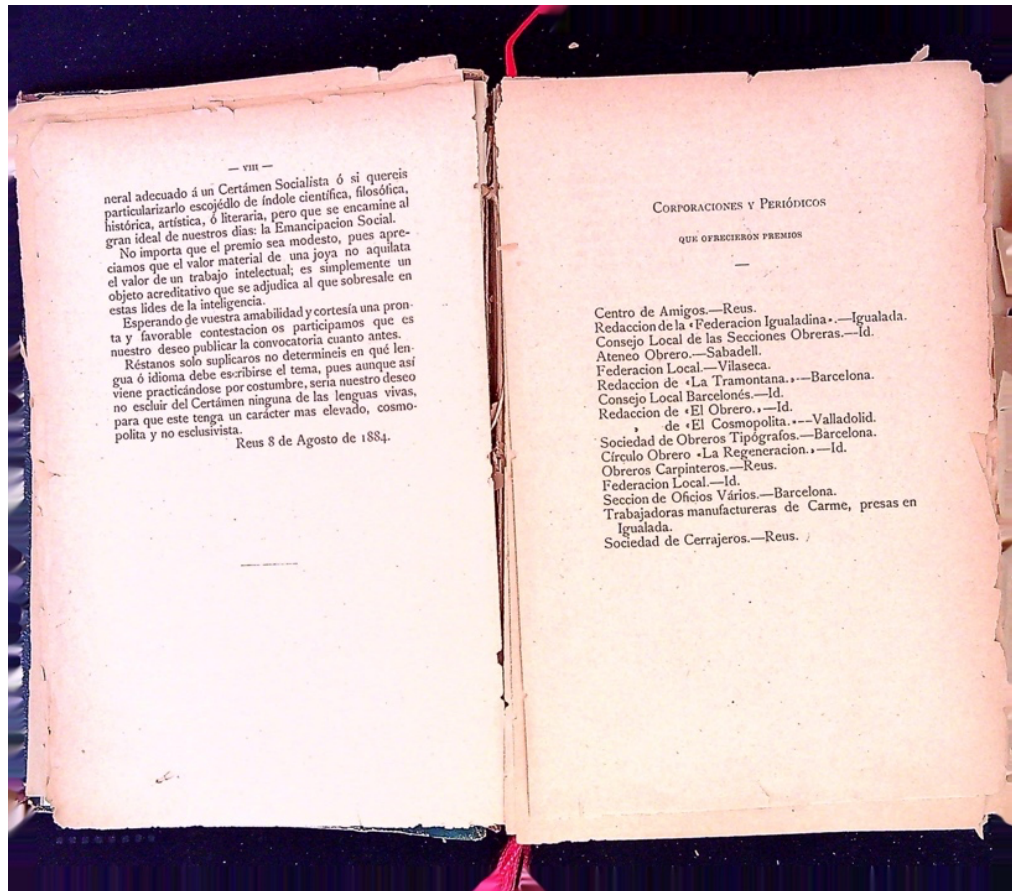 — VIII —
neral adecuado á un Certámen Socialista ó si quereis
particularizarlo escojédlo de índole científica, filosófica,
histórica, artística, ó literaria, pero que se encamine al
gran ideal de nuestros dias: la Emancipacion Social.
No importa que el premio sea modesto, pues apre-
ciamos que el valor material de una joya no aquilata
el valor de un trabajo intelectual; es simplemente un
objeto acreditativo que se adjudica al que sobresale en
estas lides de la inteligencia.
Esperando de vuestra amabilidad y cortesía una pron-
ta y favorable contestacion os participamos que es
nuestro deseo publicar la convocatoria cuanto antes.
Réstanos solo suplicaros no determineis en qué len-
gua ó idioma debe escribirse el tema, pues aunque así
viene practicándose por costumbre, seria nuestro deseo
no escluir del Certámen ninguna de las lenguas vivas,
para que este tenga un carácter mas elevado, cosmo-
polita y no esclusivista.
Reus 8 de Agosto de 1884.
CORPORACIONES Y PERIÓDICOS
QUE OFRECIERON PREMIOS
—
Centro de Amigos.—Reus.
Redaccion de la «Federacion Igualadina».—Igualada.
Consejo Local de las Secciones Obreras.—Id.
Ateneo Obrero.—Sabadell.
Federacion Local.—Vilaseca.
Redaccion de «La Tramontana.»—Barcelona.
Consejo Local Barcelonés.—Id.
Redaccion de «El Obrero.»—Id.
» de «El Cosmopolita.»—Valladolid.
Sociedad de Obreros Tipógrafos.—Barcelona.
Círculo Obrero «La Regeneracion.»—Id.
Obreros Carpinteros.—Reus.
Federacion Local.—Id.
Seccion de Oficios Vários.—Barcelona.
Trabajadoras manufactureras de Carme, presas en
Igualada.
Sociedad de Cerrajeros.—Reus.